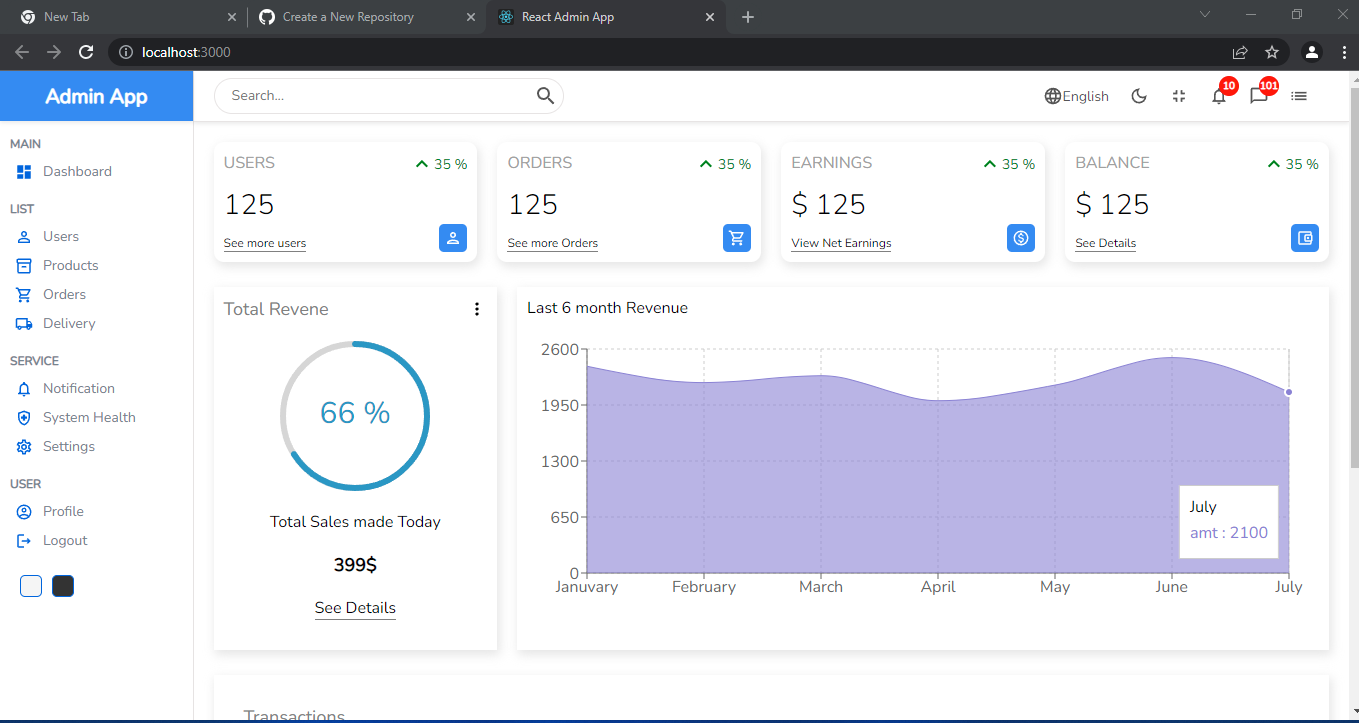 New Tab
Create a New Repository
React Admin App
localhost:3000
Admin App
Search...
English
10
101
MAIN
Dashboard
LIST
Users
Products
Orders
Delivery
SERVICE
Notification
System Health
Settings
USER
Profile
Logout
USERS
35 %
125
See more users
ORDERS
35 %
125
See more Orders
EARNINGS
35 %
$ 125
View Net Earnings
BALANCE
35 %
$ 125
See Details
Total Revene
66 %
Total Sales made Today
399$
See Details
Last 6 month Revenue
2600
1950
1300
650
0
Januvary
February
March
April
May
June
July
July
amt : 2100
Transactions